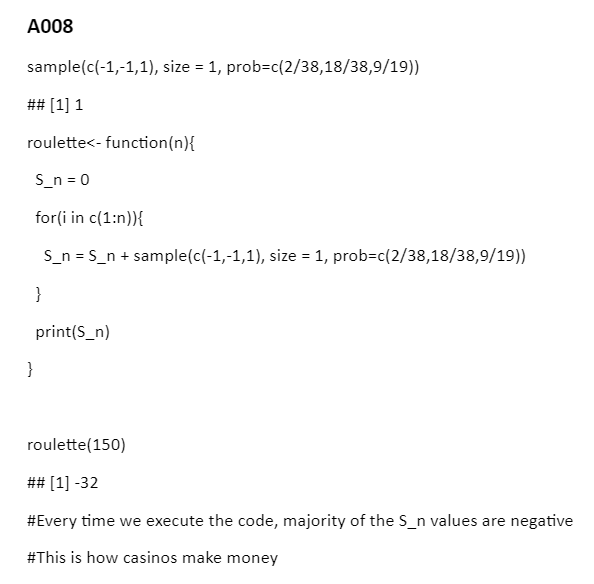 A008
sample(c(-1,-1,1), size = 1, prob=c(2/38,18/38,9/19))
## [1] 1
roulette<- function(n){
S_n = 0
for(i in c(1:n)){
S_n = S_n + sample(c(-1,-1,1), size = 1, prob=c(2/38,18/38,9/19))
}
print(S_n)
}
roulette(150)
## [1] -32
#Every time we execute the code, majority of the S_n values are negative
#This is how casinos make money